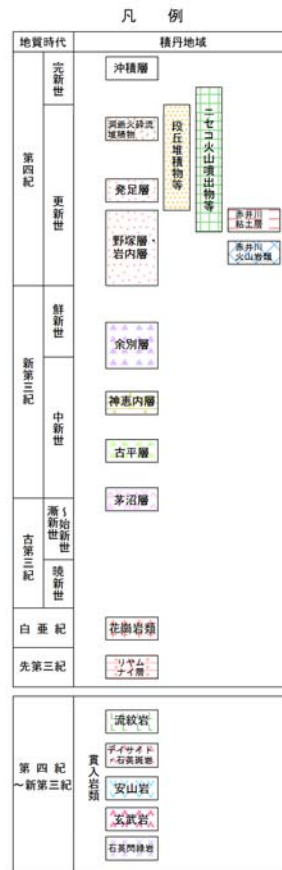 凡 例
地質時代
積丹地域
第四紀
完新世
更新世
沖積層
洞爺火砕流
堆積物
発足層
野塚層・
岩内層
段丘堆積物等
ニセコ火山噴出物等
赤井川
粘土層
赤井川
火山岩類
新第三紀
鮮新世
中新世
余別層
神恵内層
古平層
茅沼層
古第三紀
漸新世
~始新世
暁新世
白亜紀
花崗岩類
先第三紀
リヤム
ナイ層
第四紀
~新第三紀
貫入岩類
流紋岩
デイサイド
~石英斑岩
安山岩
玄武岩
石英閃緑岩